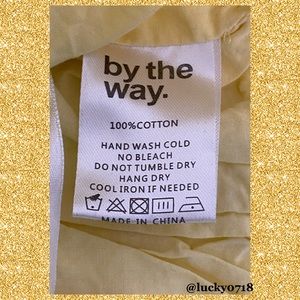 by the
way.
100%COTTON
HAND WASH COLD
NO BLEACH
DO NOT TUMBLE DRY
HANG DRY
COOL IRON IF NEEDED
MADE IN CHINA
@lucky0718